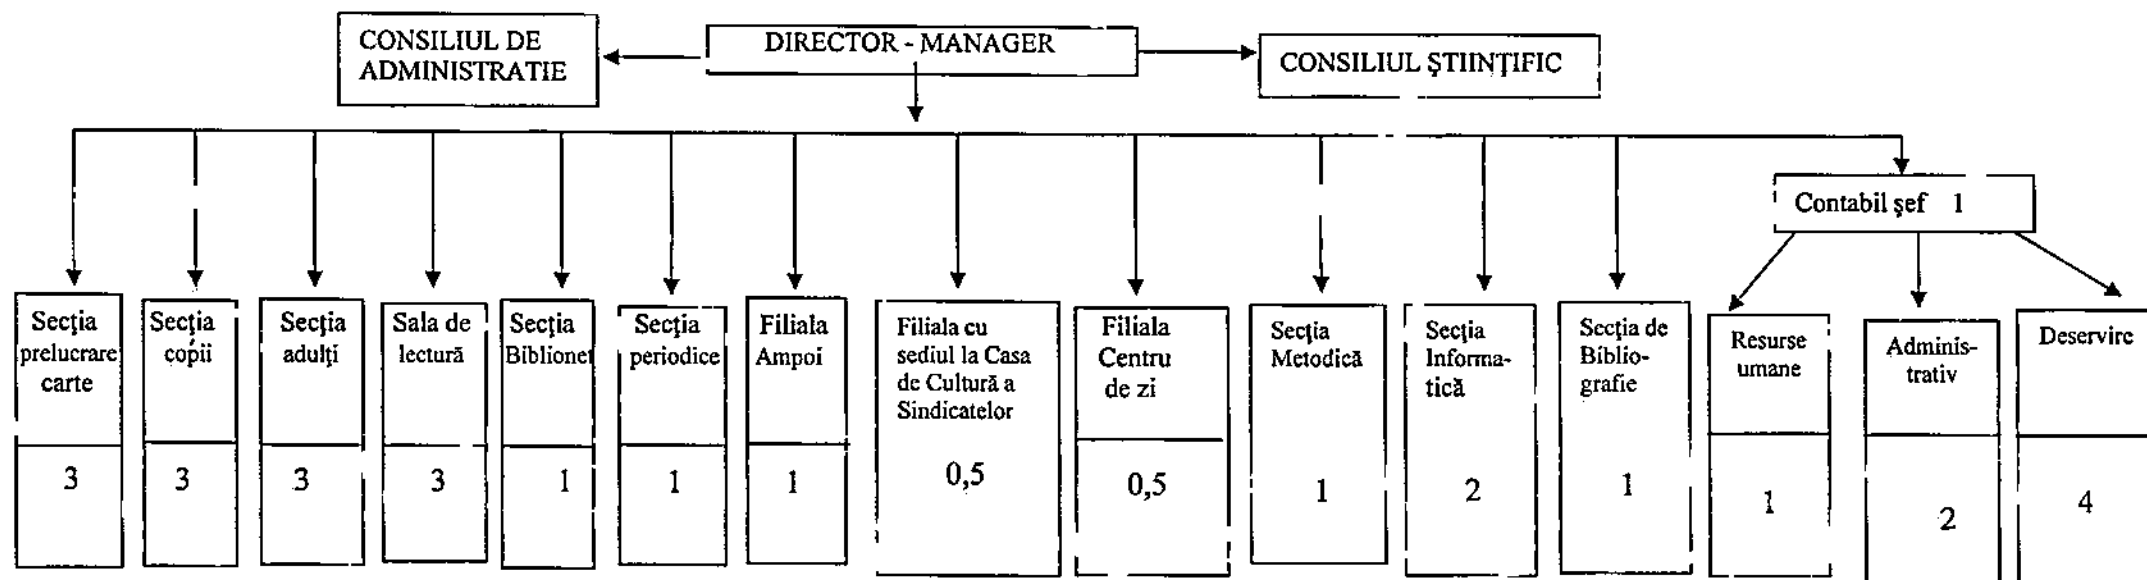 CONSILIUL DE
ADMINISTRATIE
DIRECTOR - MANAGER
CONSILIUL ŞTIINŢIFIC
Contabil şef 1
Secţia
prelucrare
carte
3
Secţia
copii
3
Secţia
adulţi
3
Sala de
lectură
3
Secţia
Biblionet
1
Secţia
periodice
1
Filiala
Ampoi
1
Filiala cu
sediul la Casa
de Cultură a
Sindicatelor
0,5
Filiala
Centru
de zi
0,5
Secţia
Metodică
1
Secţia
Informa-
tică
2
Secţia de
Biblio-
grafie
1
Resurse
umane
1
Adminis-
trativ
2
Deservire
4